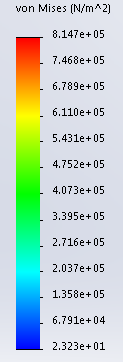 von Mises (N/m^2)
8.147e+05
7.468e+05
6.789e+05
6.110e+05
5.431e+05
4.752e+05
4.073e+05
3.395e+05
2.716e+05
2.037e+05
1.358e+05
6.791e+04
2.323e+01